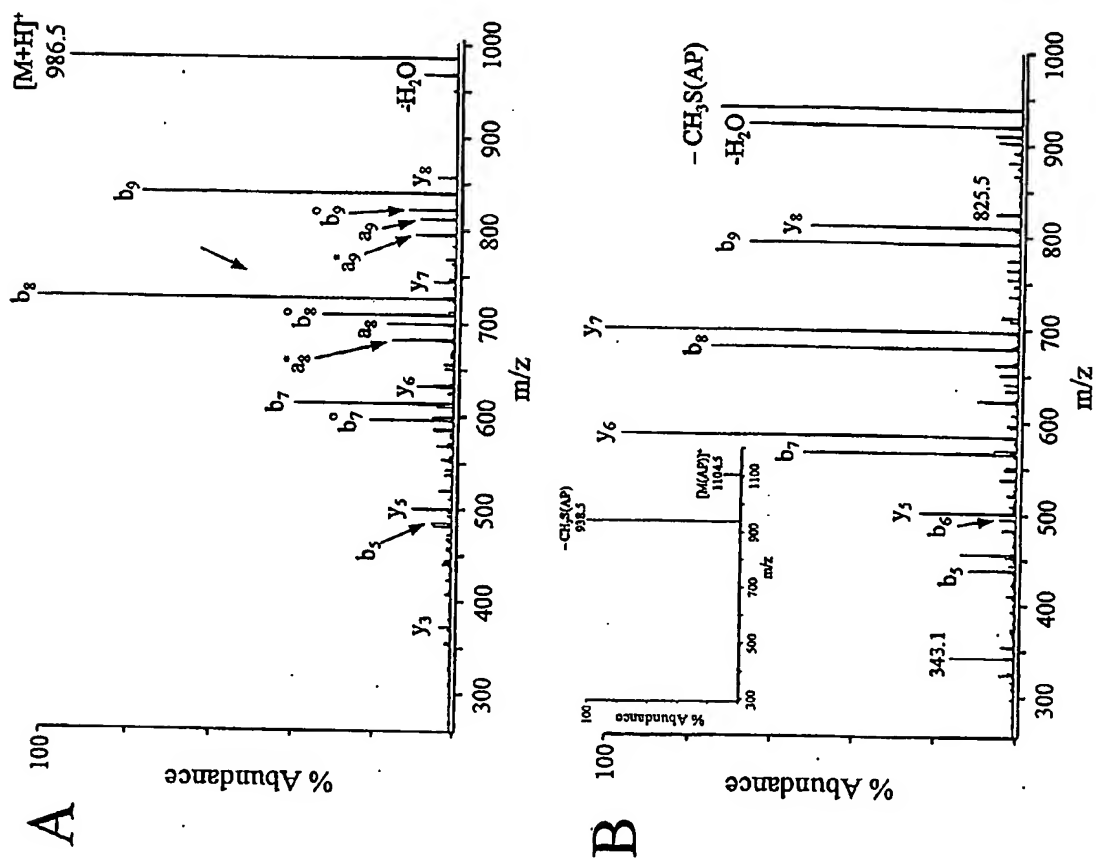 A
100
% Abundance
[M+H]+
986.5
-H2O
y8
b9
b9°
a9
a9*
y7
b8
b8°
a8
a8*
y6
b7
b7°
y5
b5
y3
300
400
500
600
700
800
900
1000
m/z
B
100
% Abundance
– CH3S(AP)
-H2O
825.5
y8
b9
y7
b8
y6
b7
y5
b6
b5
343.1
300
400
500
600
700
800
900
1000
m/z
100
% Abundance
–CH3S(AP)
938.5
[M(AP)]+
1104.5
300
500
700
900
1100
m/z